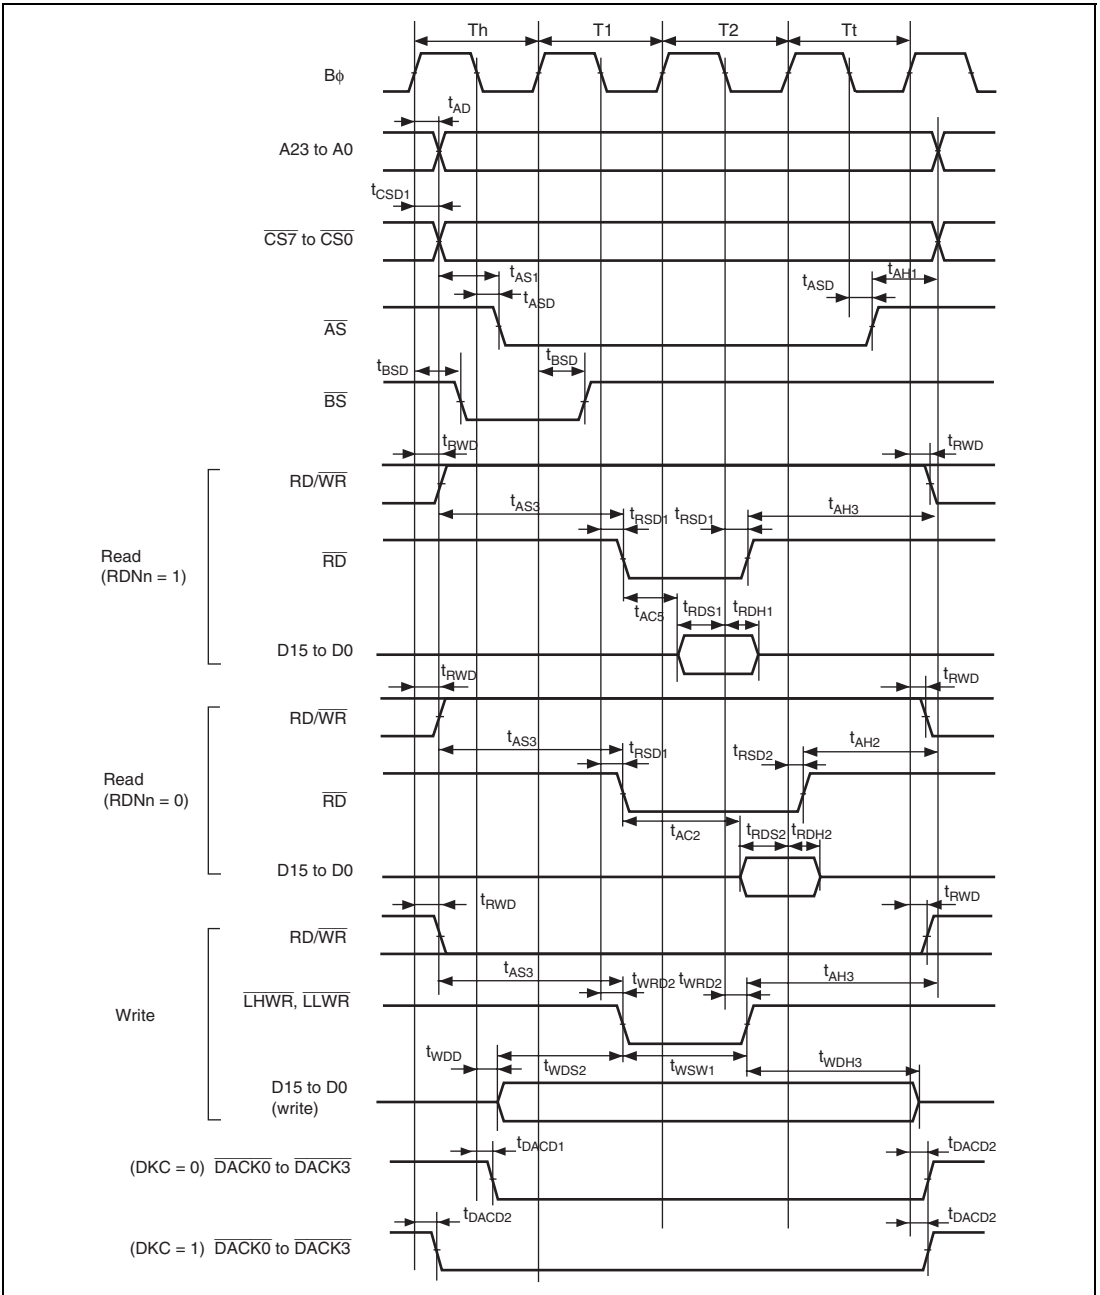 Th T1 T2 Tt
Bϕ
tAD
A23 to A0
tCSD1
CS7 to CS0
tAS1 tAH1
tASD tASD
AS
tBSD tBSD
BS
tRWD tRWD
RD/WR
tAS3 tRSD1 tRSD1 tAH3
Read
(RDNn = 1)
RD
tAC5 tRDS1 tRDH1
D15 to D0
tRWD tRWD
RD/WR
tAS3 tRSD1 tRSD2 tAH2
Read
(RDNn = 0)
RD
tAC2 tRDS2 tRDH2
D15 to D0
tRWD tRWD
RD/WR
tAS3 tWRD2 tWRD2 tAH3
LHWR, LLWR
Write
tWDD tWDS2 tWSW1 tWDH3
D15 to D0
(write)
tDACD1 tDACD2
(DKC = 0) DACK0 to DACK3
tDACD2 tDACD2
(DKC = 1) DACK0 to DACK3